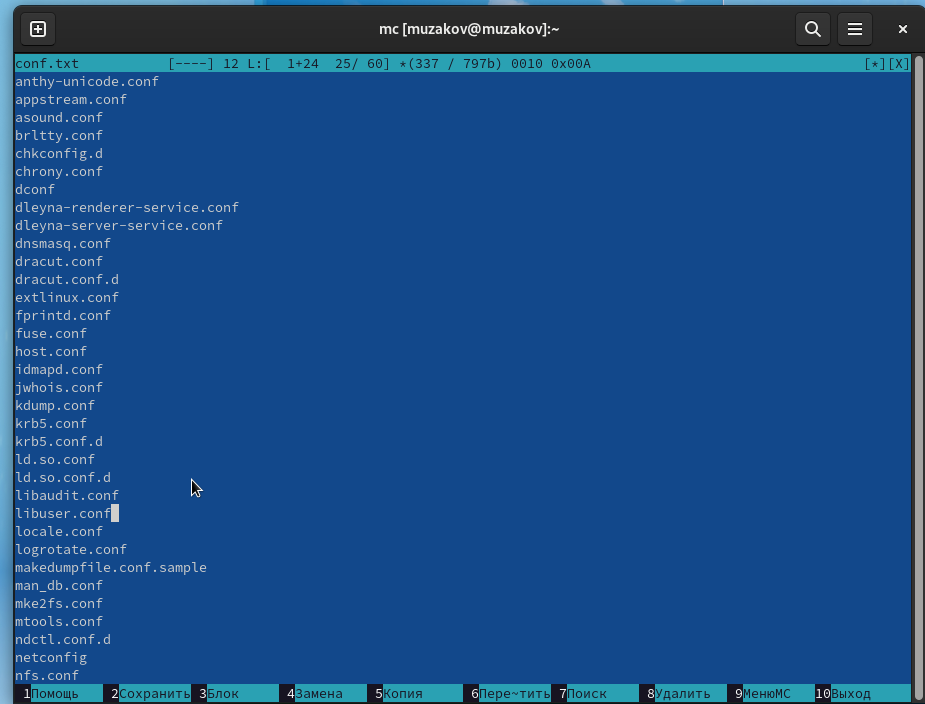 mc [muzakov@muzakov]:~
conf.txt [----] 12 L:[ 1+24 25/ 60] *(337 / 797b) 0010 0x00A [*][X]
anthy-unicode.conf
appstream.conf
asound.conf
brltty.conf
chkconfig.d
chrony.conf
dconf
dleyna-renderer-service.conf
dleyna-server-service.conf
dnsmasq.conf
dracut.conf
dracut.conf.d
extlinux.conf
fprintd.conf
fuse.conf
host.conf
idmapd.conf
jwhois.conf
kdump.conf
krb5.conf
krb5.conf.d
ld.so.conf
ld.so.conf.d
libaudit.conf
libuser.conf
locale.conf
logrotate.conf
makedumpfile.conf.sample
man_db.conf
mke2fs.conf
mtools.conf
ndctl.conf.d
netconfig
nfs.conf
1Помощь 2Сохранить 3Блок 4Замена 5Копия 6Пере~тить 7Поиск 8Удалить 9МенюMC 10Выход